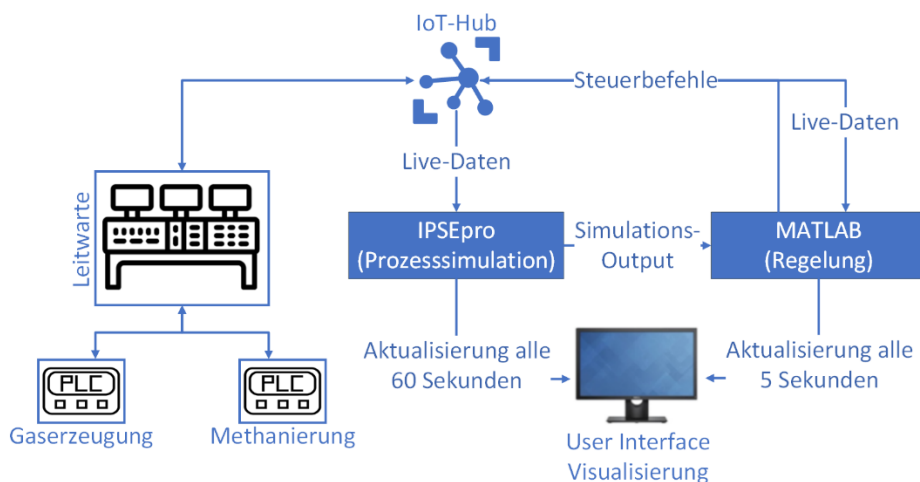 IoT-Hub
Steuerbefehle
Live-Daten
Live-Daten
Leitwarte
IPSEpro
(Prozesssimulation)
Simulations-
Output
MATLAB
(Regelung)
PLC
PLC
Gaserzeugung
Methanierung
Aktualisierung alle
60 Sekunden
Aktualisierung alle
5 Sekunden
User Interface
Visualisierung